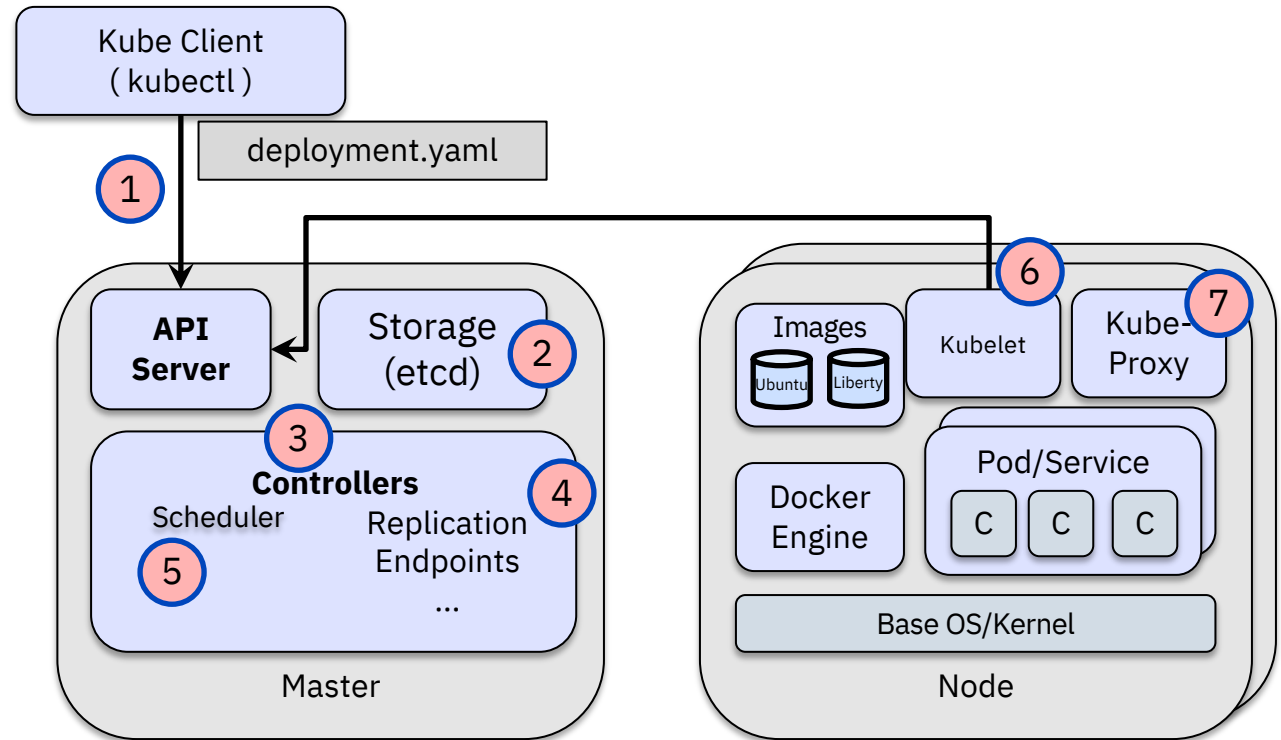 Kube Client
( kubectl )
deployment.yaml
1
API
Server
Storage
(etcd)
2
3
Controllers
4
Scheduler
5
Replication
Endpoints
...
Master
6
7
Images
Ubuntu
Liberty
Kubelet
Kube-
Proxy
Docker
Engine
Pod/Service
C C C
Base OS/Kernel
Node